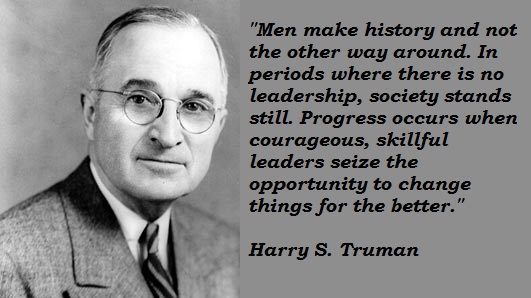 "Men make history and not
the other way around. In
periods where there is no
leadership, society stands
still. Progress occurs when
courageous, skillful
leaders seize the
opportunity to change
things for the better."
Harry S. Truman